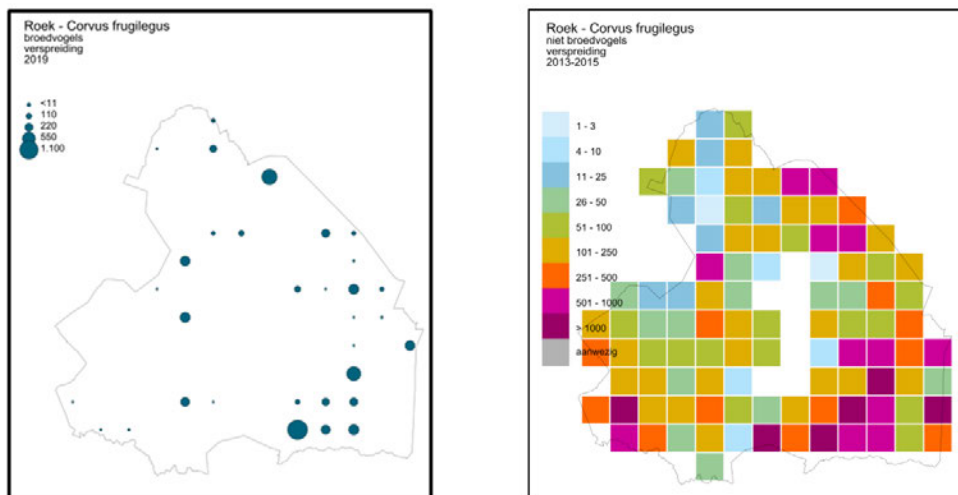 Roek - Corvus frugilegus
broedvogels
verspreiding
2019
<11
110
220
550
1.100
Roek - Corvus frugilegus
niet broedvogels
verspreiding
2013-2015
1 - 3
4 - 10
11 - 25
26 - 50
51 - 100
101 - 250
251 - 500
501 - 1000
> 1000
aanwezig